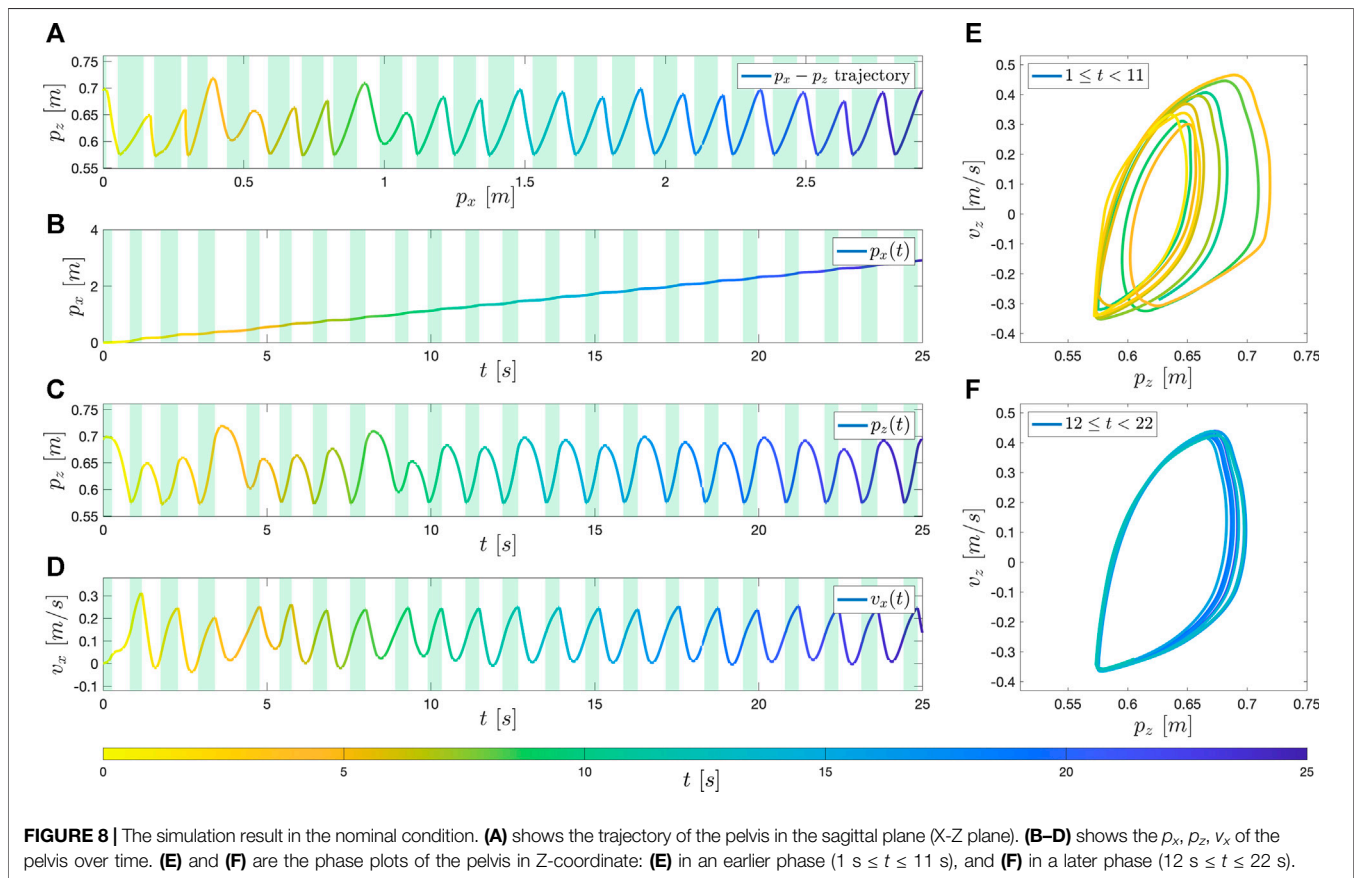 A
0.75
0.7
0.65
0.6
0.55
p_z [m]
p_x − p_z trajectory
0
0.5
1
1.5
2
2.5
p_x [m]
B
4
2
0
p_x [m]
p_x(t)
0
5
10
15
20
25
t [s]
C
0.75
0.7
0.65
0.6
0.55
p_z [m]
p_z(t)
0
5
10
15
20
25
t [s]
D
0.3
0.2
0.1
0
-0.1
v_x [m/s]
v_x(t)
0
5
10
15
20
25
t [s]
0
5
10
15
20
25
t [s]
E
0.5
0.4
0.3
0.2
0.1
0
-0.1
-0.2
-0.3
-0.4
v_z [m/s]
1 ≤ t < 11
0.55
0.6
0.65
0.7
0.75
p_z [m]
F
0.5
0.4
0.3
0.2
0.1
0
-0.1
-0.2
-0.3
-0.4
v_z [m/s]
12 ≤ t < 22
0.55
0.6
0.65
0.7
0.75
p_z [m]
FIGURE 8 | The simulation result in the nominal condition. (A) shows the trajectory of the pelvis in the sagittal plane (X-Z plane). (B–D) shows the p_x, p_z, v_x of the
pelvis over time. (E) and (F) are the phase plots of the pelvis in Z-coordinate: (E) in an earlier phase (1 s ≤ t ≤ 11 s), and (F) in a later phase (12 s ≤ t ≤ 22 s).